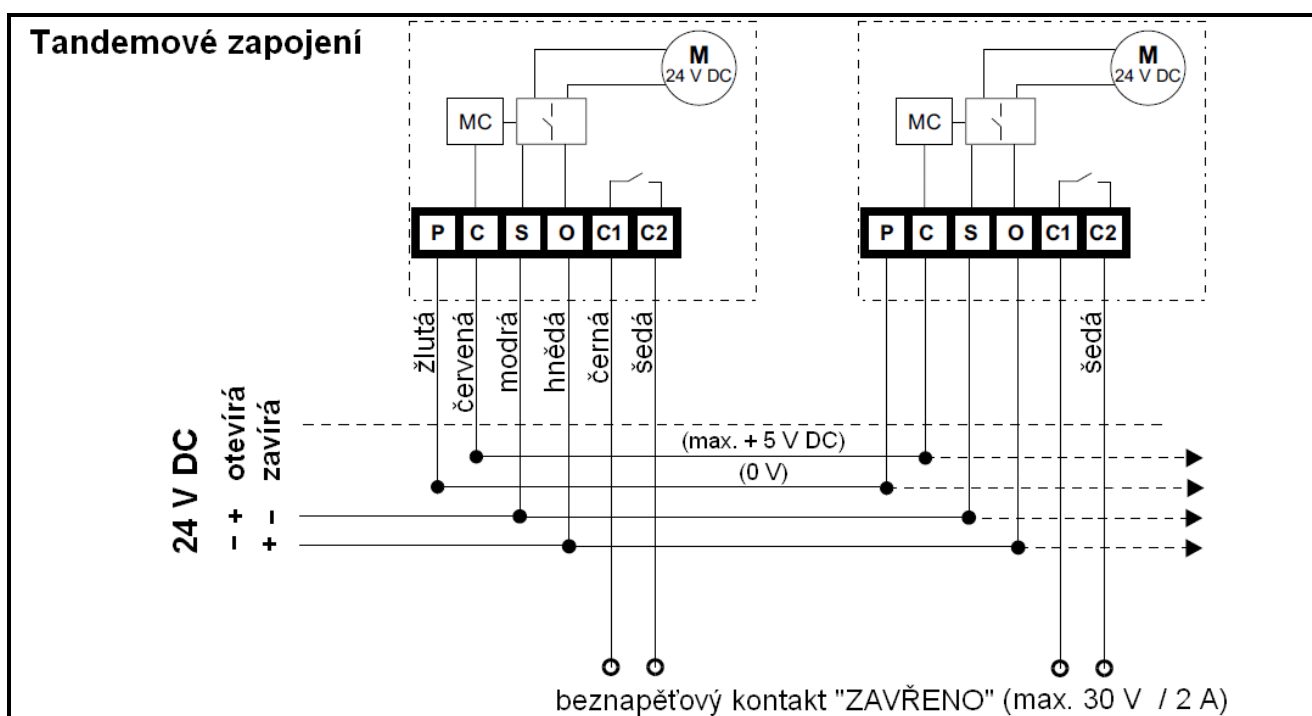 Tandemové zapojení
M
24 V DC
MC
P C S O C1 C2
M
24 V DC
MC
P C S O C1 C2
žlutá
červená
modrá
hnědá
černá
šedá
šedá
24 V DC
otevírá
zavírá
(max. + 5 V DC)
(0 V)
+ −
− +
beznapěťový kontakt "ZAVŘENO" (max. 30 V / 2 A)